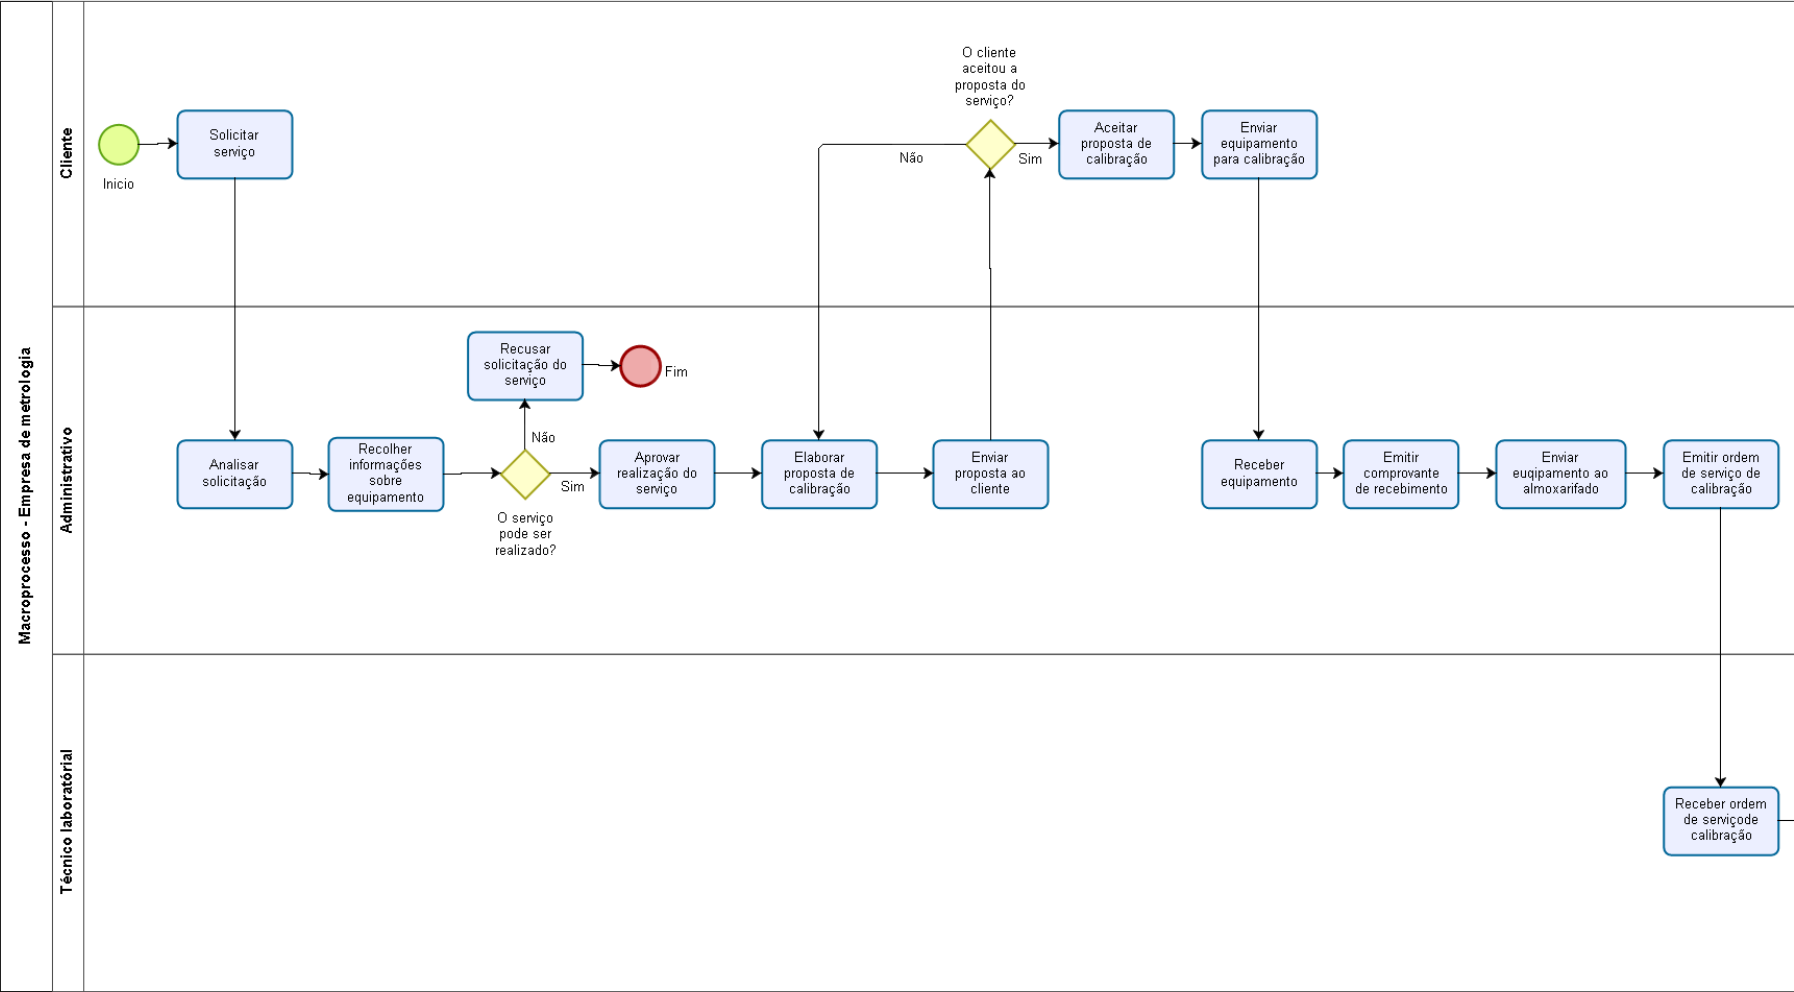 Macroprocesso - Empresa de metrologia
Cliente
Inicio
Solicitar
serviço
O cliente
aceitou a
proposta do
serviço?
Não
Sim
Aceitar
proposta de
calibração
Enviar
equipamento
para calibração
Administrativo
Analisar
solicitação
Recolher
informações
sobre
equipamento
Recusar
solicitação do
serviço
Fim
Não
Sim
O serviço
pode ser
realizado?
Aprovar
realização do
serviço
Elaborar
proposta de
calibração
Enviar
proposta ao
cliente
Receber
equipamento
Emitir
comprovante
de recebimento
Enviar
euqipamento ao
almoxarifado
Emitir ordem
de serviço de
calibração
Técnico laboratórial
Receber ordem
de serviçode
calibração